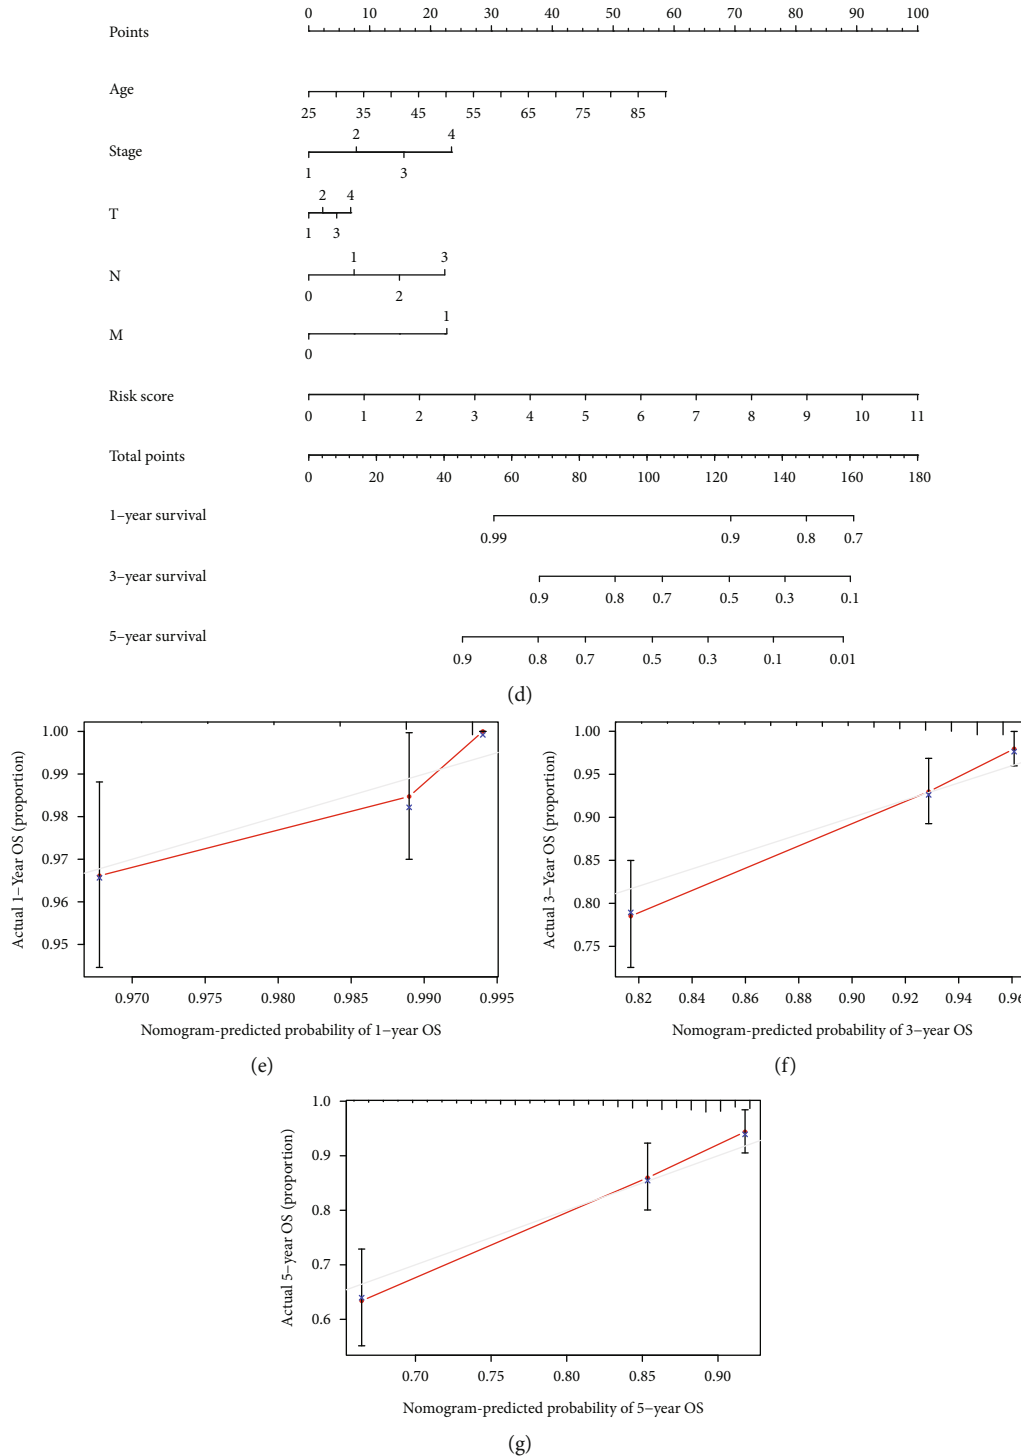 Points
0 10 20 30 40 50 60 70 80 90 100
Age
25 35 45 55 65 75 85
Stage
2 4
1 3
T
2 4
1 3
N
1 3
0 2
M
1
0
Risk score
0 1 2 3 4 5 6 7 8 9 10 11
Total points
0 20 40 60 80 100 120 140 160 180
1–year survival
0.99 0.9 0.8 0.7
3–year survival
0.9 0.8 0.7 0.5 0.3 0.1
5–year survival
0.9 0.8 0.7 0.5 0.3 0.1 0.01
(d)
Actual 1–Year OS (proportion)
1.00
0.99
0.98
0.97
0.96
0.95
0.970 0.975 0.980 0.985 0.990 0.995
Nomogram-predicted probability of 1–year OS
(e)
Actual 3–Year OS (proportion)
1.00
0.95
0.90
0.85
0.80
0.75
0.82 0.84 0.86 0.88 0.90 0.92 0.94 0.96
Nomogram-predicted probability of 3–year OS
(f)
Actual 5–year OS (proportion)
1.0
0.9
0.8
0.7
0.6
0.70 0.75 0.80 0.85 0.90
Nomogram-predicted probability of 5–year OS
(g)